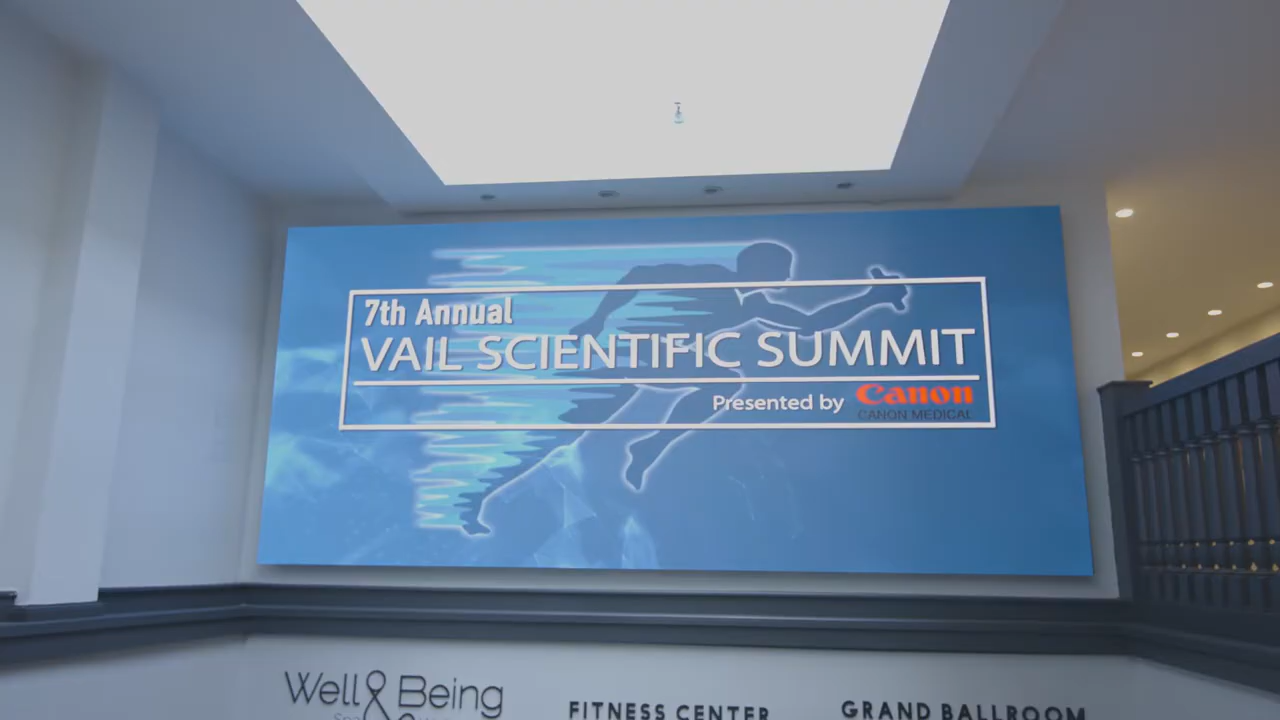 7th Annual
VAIL SCIENTIFIC SUMMIT
Presented by Canon
CANON MEDICAL
Well & Being
FITNESS CENTER
GRAND BALLROOM